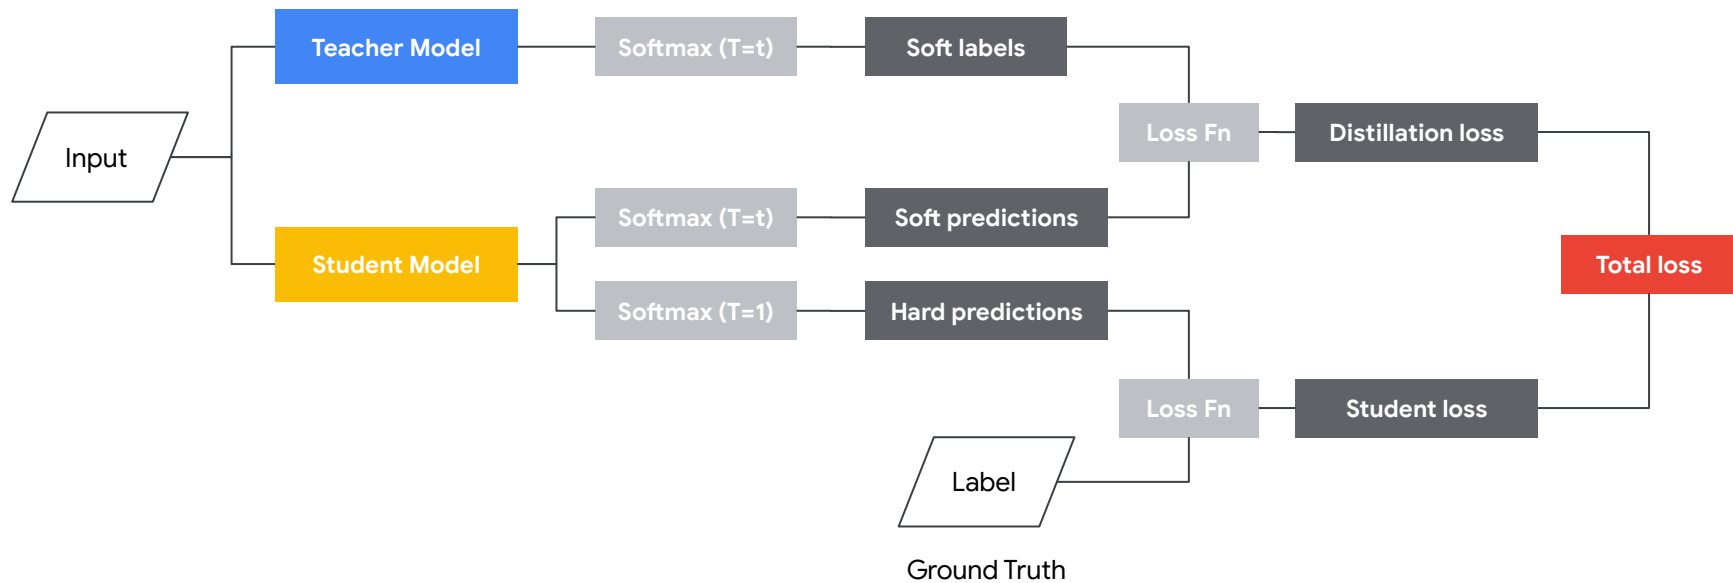 Teacher Model
Softmax (T=t)
Soft labels
Input
Loss Fn
Distillation loss
Softmax (T=t)
Soft predictions
Student Model
Total loss
Softmax (T=1)
Hard predictions
Loss Fn
Student loss
Label
Ground Truth